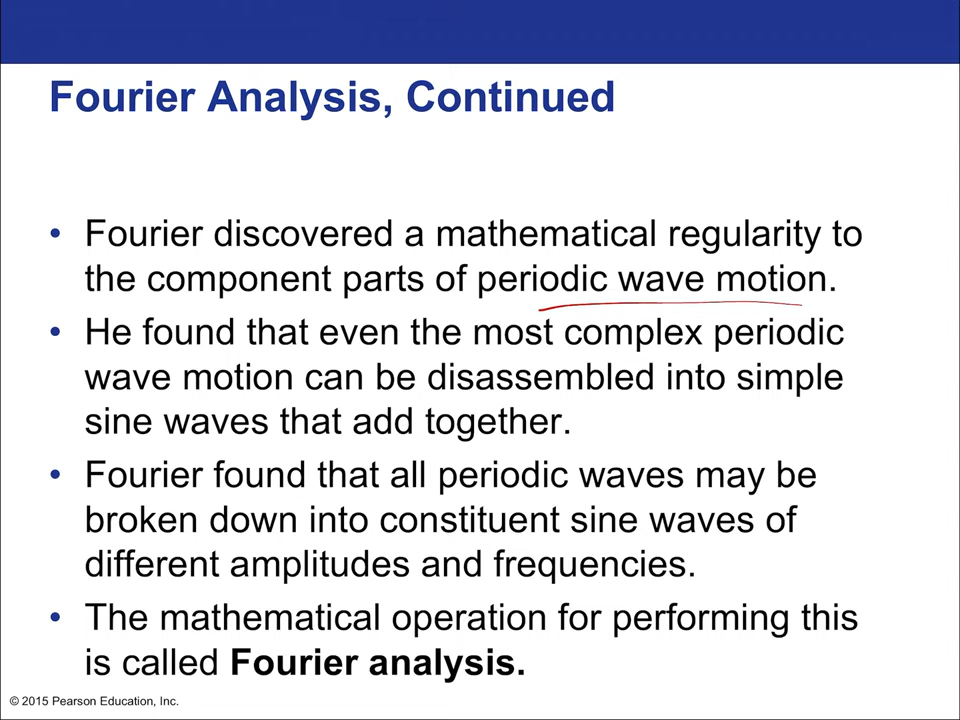 Fourier Analysis, Continued
• Fourier discovered a mathematical regularity to
the component parts of periodic wave motion.
• He found that even the most complex periodic
wave motion can be disassembled into simple
sine waves that add together.
• Fourier found that all periodic waves may be
broken down into constituent sine waves of
different amplitudes and frequencies.
• The mathematical operation for performing this
is called Fourier analysis.
© 2015 Pearson Education, Inc.